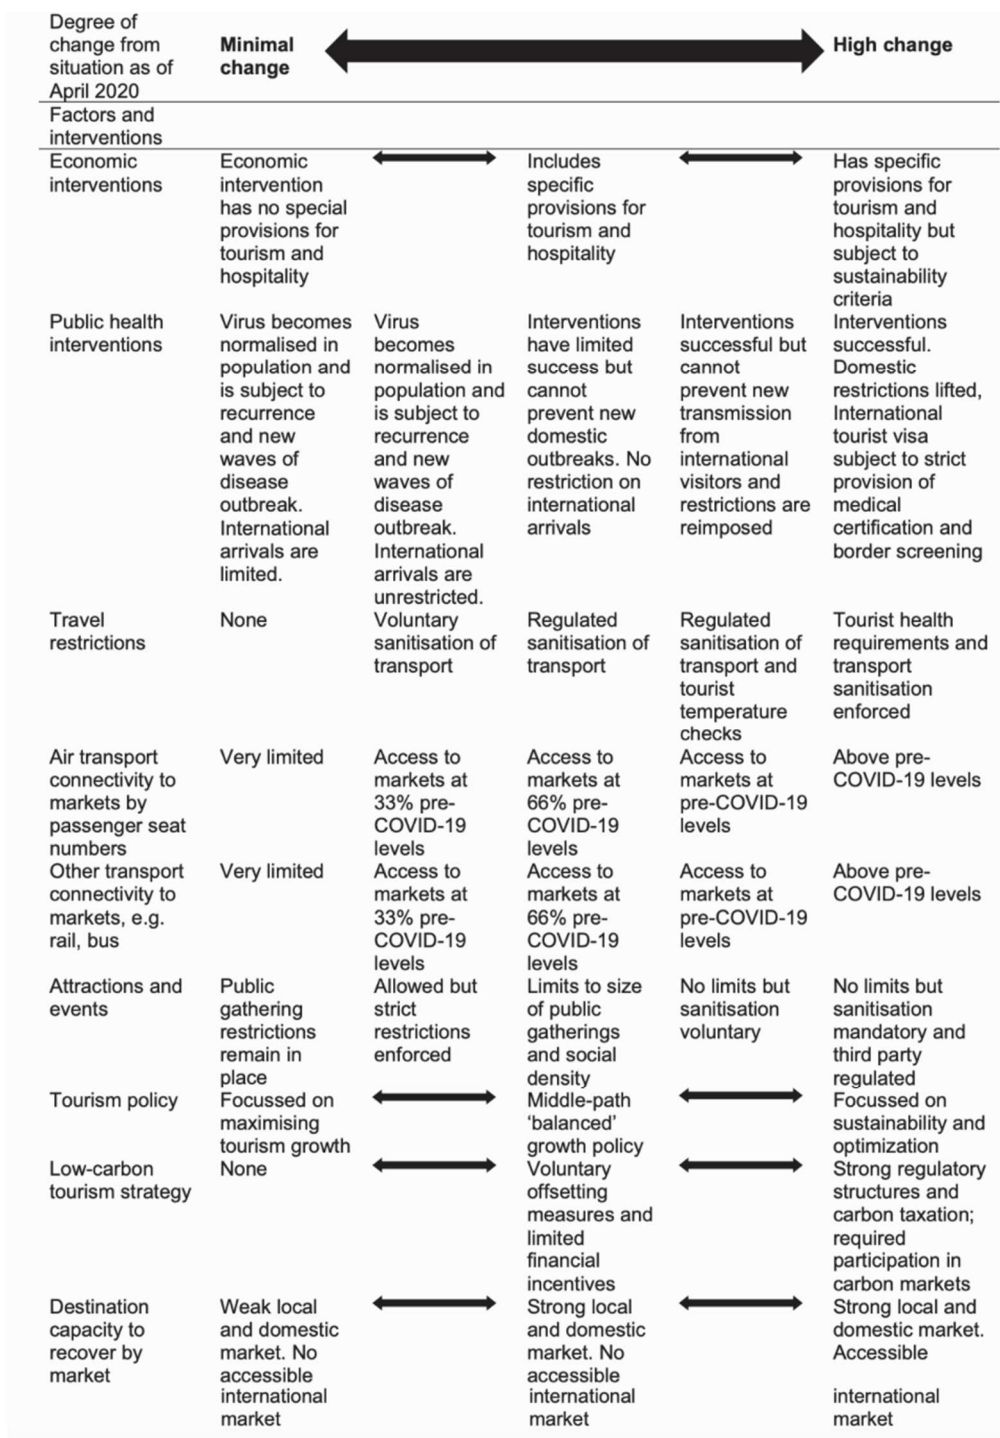 Degree of
change from
situation as of
April 2020
Minimal
change
High change
Factors and
interventions
Economic
interventions
Economic
intervention
has no special
provisions for
tourism and
hospitality
Includes
specific
provisions for
tourism and
hospitality
Has specific
provisions for
tourism and
hospitality but
subject to
sustainability
criteria
Public health
interventions
Virus becomes
normalised in
population and
is subject to
recurrence
and new
waves of
disease
outbreak.
International
arrivals are
limited.
Virus
becomes
normalised in
population and
is subject to
recurrence
and new
waves of
disease
outbreak.
International
arrivals are
unrestricted.
Interventions
have limited
success but
cannot
prevent new
domestic
outbreaks. No
restriction on
international
arrivals
Interventions
successful but
cannot
prevent new
transmission
from
international
visitors and
restrictions are
reimposed
Interventions
successful.
Domestic
restrictions lifted,
International
tourist visa
subject to strict
provision of
medical
certification and
border screening
Travel
restrictions
None
Voluntary
sanitisation of
transport
Regulated
sanitisation of
transport
Regulated
sanitisation of
transport and
tourist
temperature
checks
Tourist health
requirements and
transport
sanitisation
enforced
Air transport
connectivity to
markets by
passenger seat
numbers
Very limited
Access to
markets at
33% pre-
COVID-19
levels
Access to
markets at
66% pre-
COVID-19
levels
Access to
markets at
pre-COVID-19
levels
Above pre-
COVID-19 levels
Other transport
connectivity to
markets, e.g.
rail, bus
Very limited
Access to
markets at
33% pre-
COVID-19
levels
Access to
markets at
66% pre-
COVID-19
levels
Access to
markets at
pre-COVID-19
levels
Above pre-
COVID-19 levels
Attractions and
events
Public
gathering
restrictions
remain in
place
Allowed but
strict
restrictions
enforced
Limits to size
of public
gatherings
and social
density
No limits but
sanitisation
voluntary
No limits but
sanitisation
mandatory and
third party
regulated
Tourism policy
Focussed on
maximising
tourism growth
Middle-path
‘balanced’
growth policy
Focussed on
sustainability and
optimization
Low-carbon
tourism strategy
None
Voluntary
offsetting
measures and
limited
financial
incentives
Strong regulatory
structures and
carbon taxation;
required
participation in
carbon markets
Destination
capacity to
recover by
market
Weak local
and domestic
market. No
accessible
international
market
Strong local
and domestic
market. No
accessible
international
market
Strong local and
domestic market.
Accessible
international
market